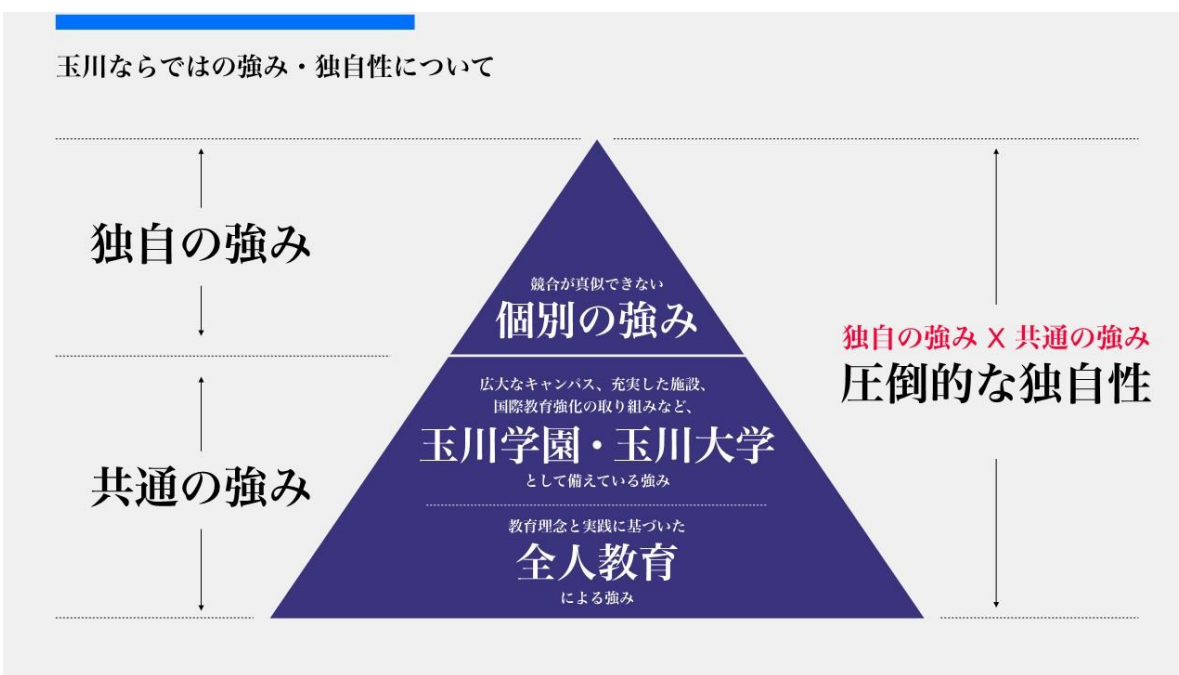 玉川ならではの強み・独自性について
独自の強み
共通の強み
競合が真似できない
個別の強み
広大なキャンパス、充実した施設、
国際教育強化の取り組みなど、
玉川学園・玉川大学
として備えている強み
教育理念と実践に基づいた
全人教育
による強み
独自の強み X 共通の強み
圧倒的な独自性